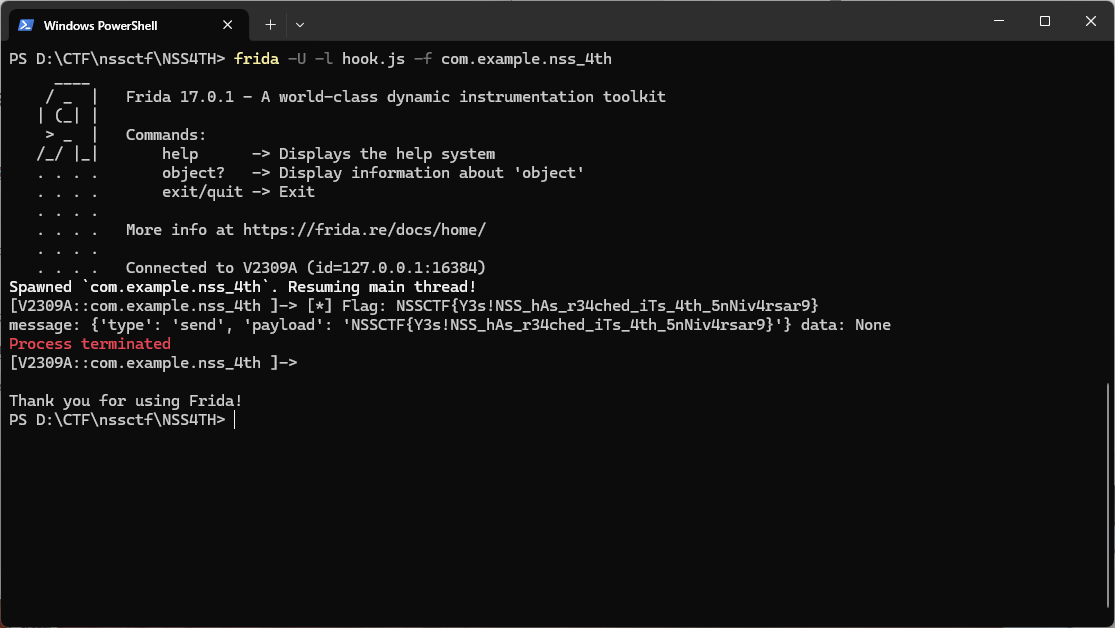 Windows PowerShell
PS D:\CTF\nssctf\NSS4TH> frida -U -l hook.js -f com.example.nss_4th
     ____
    / _  |   Frida 17.0.1 - A world-class dynamic instrumentation toolkit
   | (_| |
    > _  |   Commands:
   /_/ |_|       help      -> Displays the help system
   . . . .       object?   -> Display information about 'object'
   . . . .       exit/quit -> Exit
   . . . .
   . . . .   More info at https://frida.re/docs/home/
   . . . .
   . . . .   Connected to V2309A (id=127.0.0.1:16384)
Spawned `com.example.nss_4th`. Resuming main thread!
[V2309A::com.example.nss_4th ]-> [*] Flag: NSSCTF{Y3s!NSS_hAs_r34ched_iTs_4th_5nNiv4rsar9}
message: {'type': 'send', 'payload': 'NSSCTF{Y3s!NSS_hAs_r34ched_iTs_4th_5nNiv4rsar9}'} data: None
Process terminated
[V2309A::com.example.nss_4th ]->
Thank you for using Frida!
PS D:\CTF\nssctf\NSS4TH>